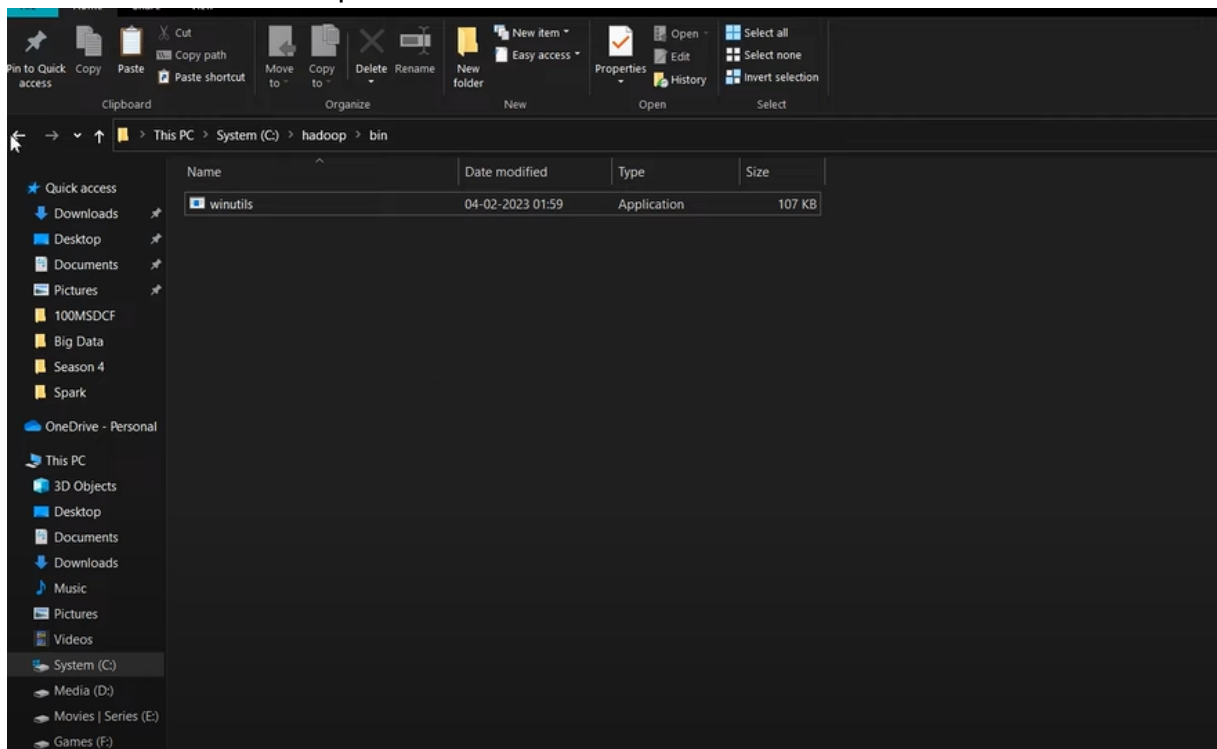 Home Share View
Pin to Quick access
Copy
Paste
Cut
Copy path
Paste shortcut
Clipboard
Move to
Copy to
Delete
Rename
Organize
New folder
New item
Easy access
New
Properties
Open
Edit
History
Open
Select all
Select none
Invert selection
Select
This PC > System (C:) > hadoop > bin
Name Date modified Type Size
winutils 04-02-2023 01:59 Application 107 KB
Quick access
Downloads
Desktop
Documents
Pictures
100MSDCF
Big Data
Season 4
Spark
OneDrive - Personal
This PC
3D Objects
Desktop
Documents
Downloads
Music
Pictures
Videos
System (C:)
Media (D:)
Movies | Series (E:)
Games (F:)